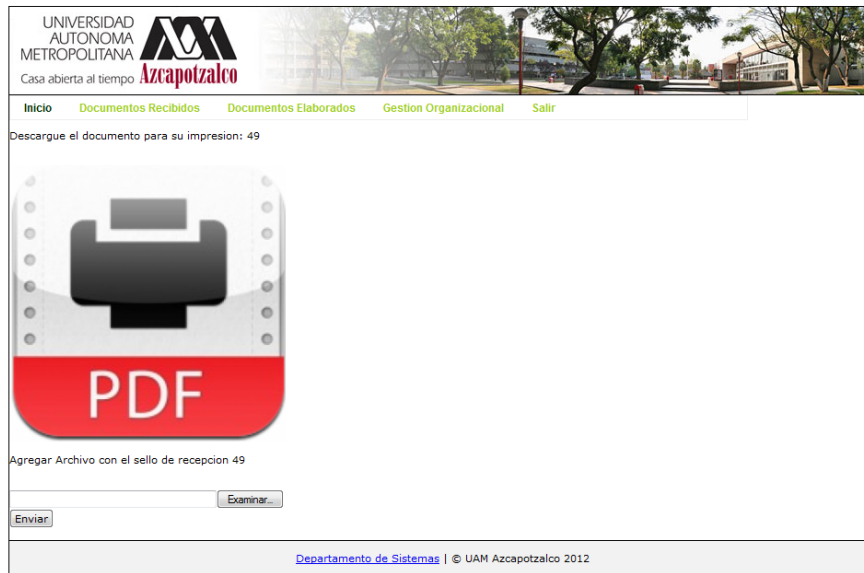 UNIVERSIDAD
AUTONOMA
METROPOLITANA
Casa abierta al tiempo Azcapotzalco
Inicio Documentos Recibidos Documentos Elaborados Gestion Organizacional Salir
Descargue el documento para su impresion: 49
PDF
Agregar Archivo con el sello de recepcion 49
Examinar...
Enviar
Departamento de Sistemas | © UAM Azcapotzalco 2012